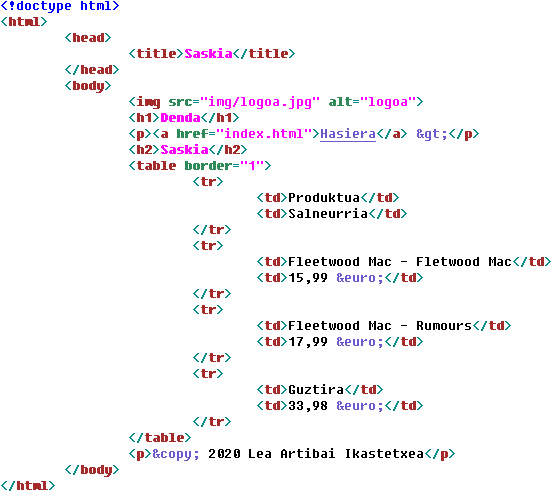 <!doctype html>
<html>
	<head>
		<title>Saskia</title>
	</head>
	<body>
		<img src="img/logoa.jpg" alt="logoa">
		<h1>Denda</h1>
		<p><a href="index.html">Hasiera</a> &gt;</p>
		<h2>Saskia</h2>
		<table border="1">
			<tr>
				<td>Produktua</td>
				<td>Salneurria</td>
			</tr>
			<tr>
				<td>Fleetwood Mac - Fletwood Mac</td>
				<td>15,99 &euro;</td>
			</tr>
			<tr>
				<td>Fleetwood Mac - Rumours</td>
				<td>17,99 &euro;</td>
			</tr>
			<tr>
				<td>Guztira</td>
				<td>33,98 &euro;</td>
			</tr>
		</table>
		<p>&copy; 2020 Lea Artibai Ikastetxea</p>
	</body>
</html>